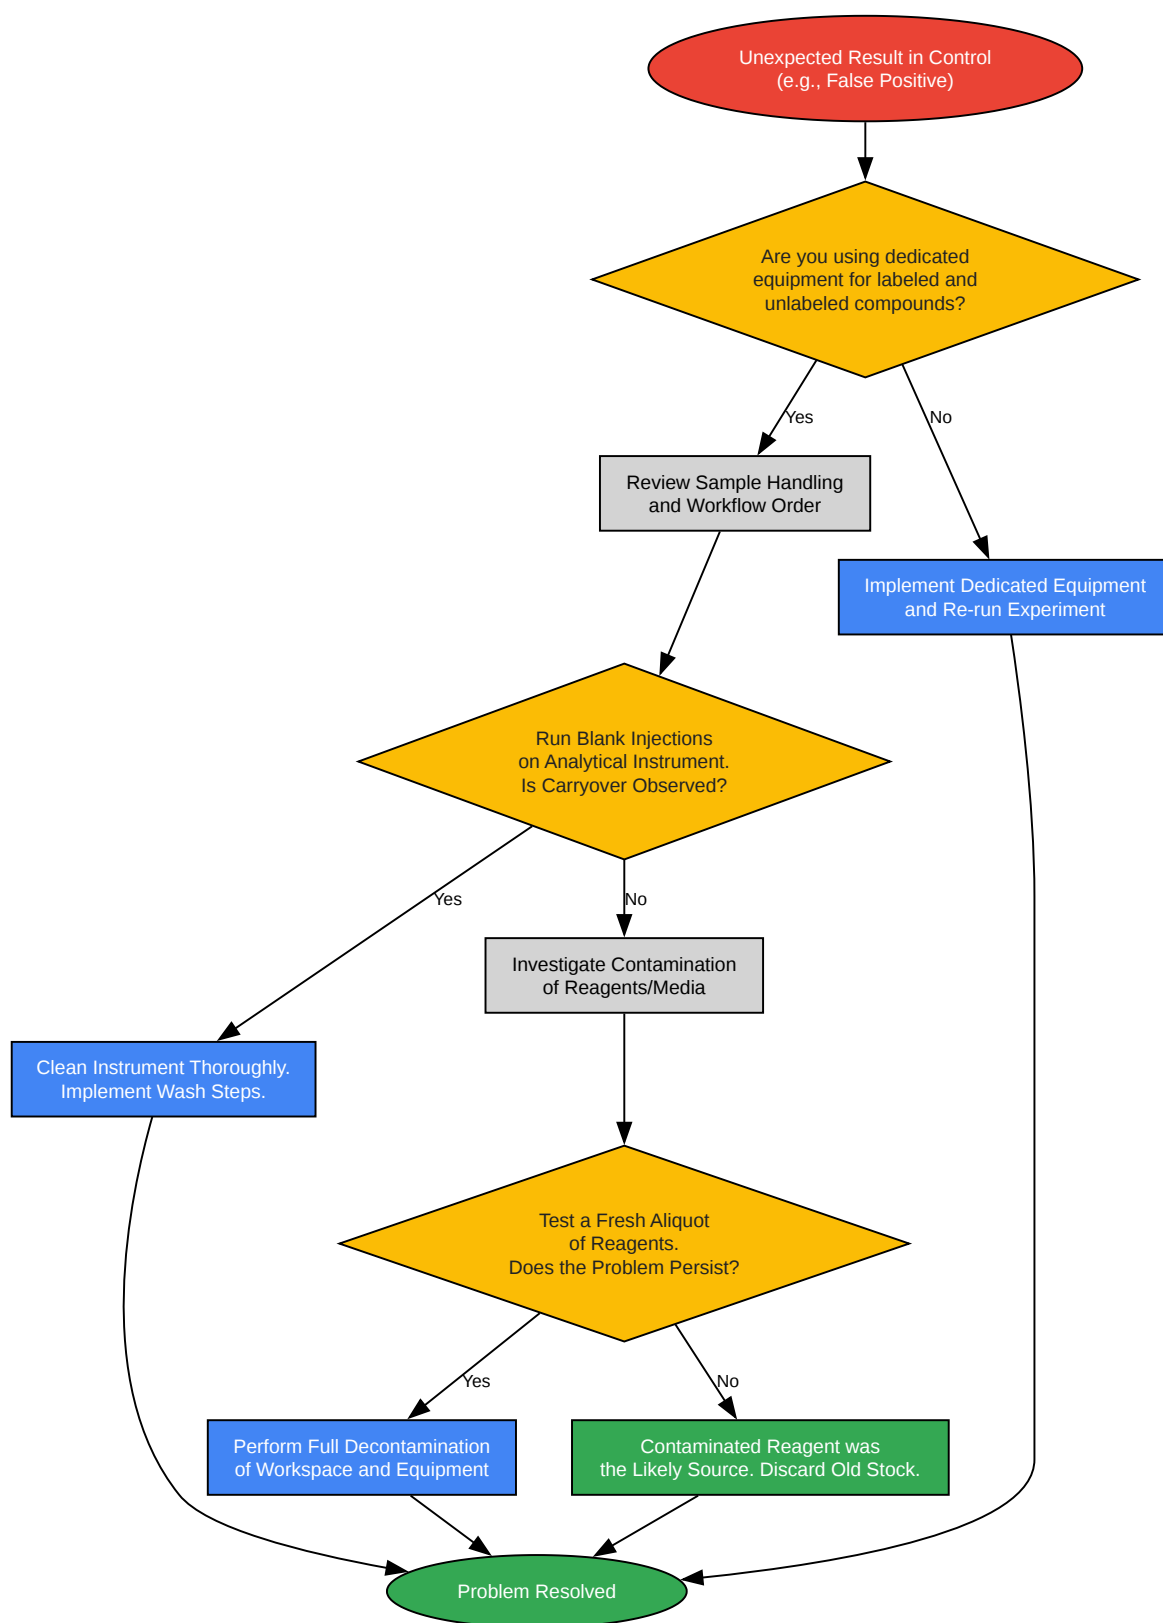 Unexpected Result in Control
(e.g., False Positive)
Are you using dedicated
equipment for labeled and
unlabeled compounds?
Yes
No
Review Sample Handling
and Workflow Order
Implement Dedicated Equipment
and Re-run Experiment
Run Blank Injections
on Analytical Instrument.
Is Carryover Observed?
Yes
No
Investigate Contamination
of Reagents/Media
Clean Instrument Thoroughly.
Implement Wash Steps.
Test a Fresh Aliquot
of Reagents.
Does the Problem Persist?
Yes
No
Perform Full Decontamination
of Workspace and Equipment
Contaminated Reagent was
the Likely Source. Discard Old Stock.
Problem Resolved